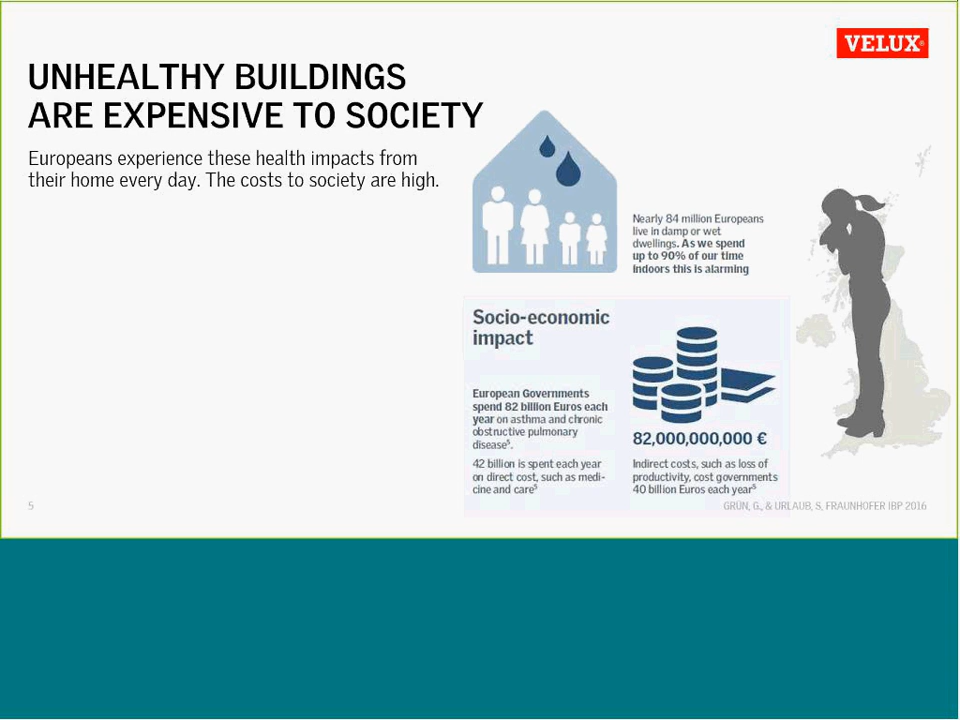 VELUX®
UNHEALTHY BUILDINGS
ARE EXPENSIVE TO SOCIETY
Europeans experience these health impacts from
their home every day. The costs to society are high.
Nearly 84 million Europeans
live in damp or wet
dwellings. As we spend
up to 90% of our time
indoors this is alarming
Socio-economic
impact
European Governments
spend 82 billion Euros each
year on asthma and chronic
obstructive pulmonary
disease⁵.
42 billion is spent each year
on direct cost, such as medi-
cine and care⁵
82,000,000,000 €
Indirect costs, such as loss of
productivity, cost governments
40 billion Euros each year⁵
5
GRÜN, G., & URLAUB, S, FRAUNHOFER IBP 2016